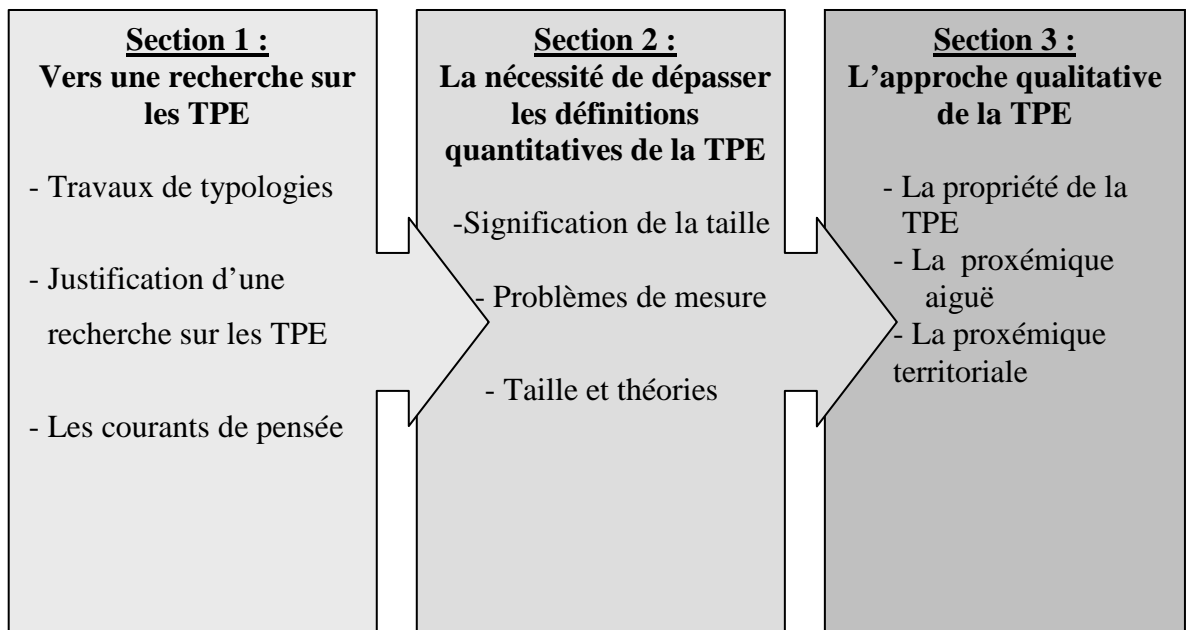 Section 1 :
Vers une recherche sur
les TPE
- Travaux de typologies
- Justification d’une
recherche sur les TPE
- Les courants de pensée
Section 2 :
La nécessité de dépasser
les définitions
quantitatives de la TPE
-Signification de la taille
- Problèmes de mesure
- Taille et théories
Section 3 :
L’approche qualitative
de la TPE
- La propriété de la
TPE
- La proxémique
aiguë
- La proxémique
territoriale